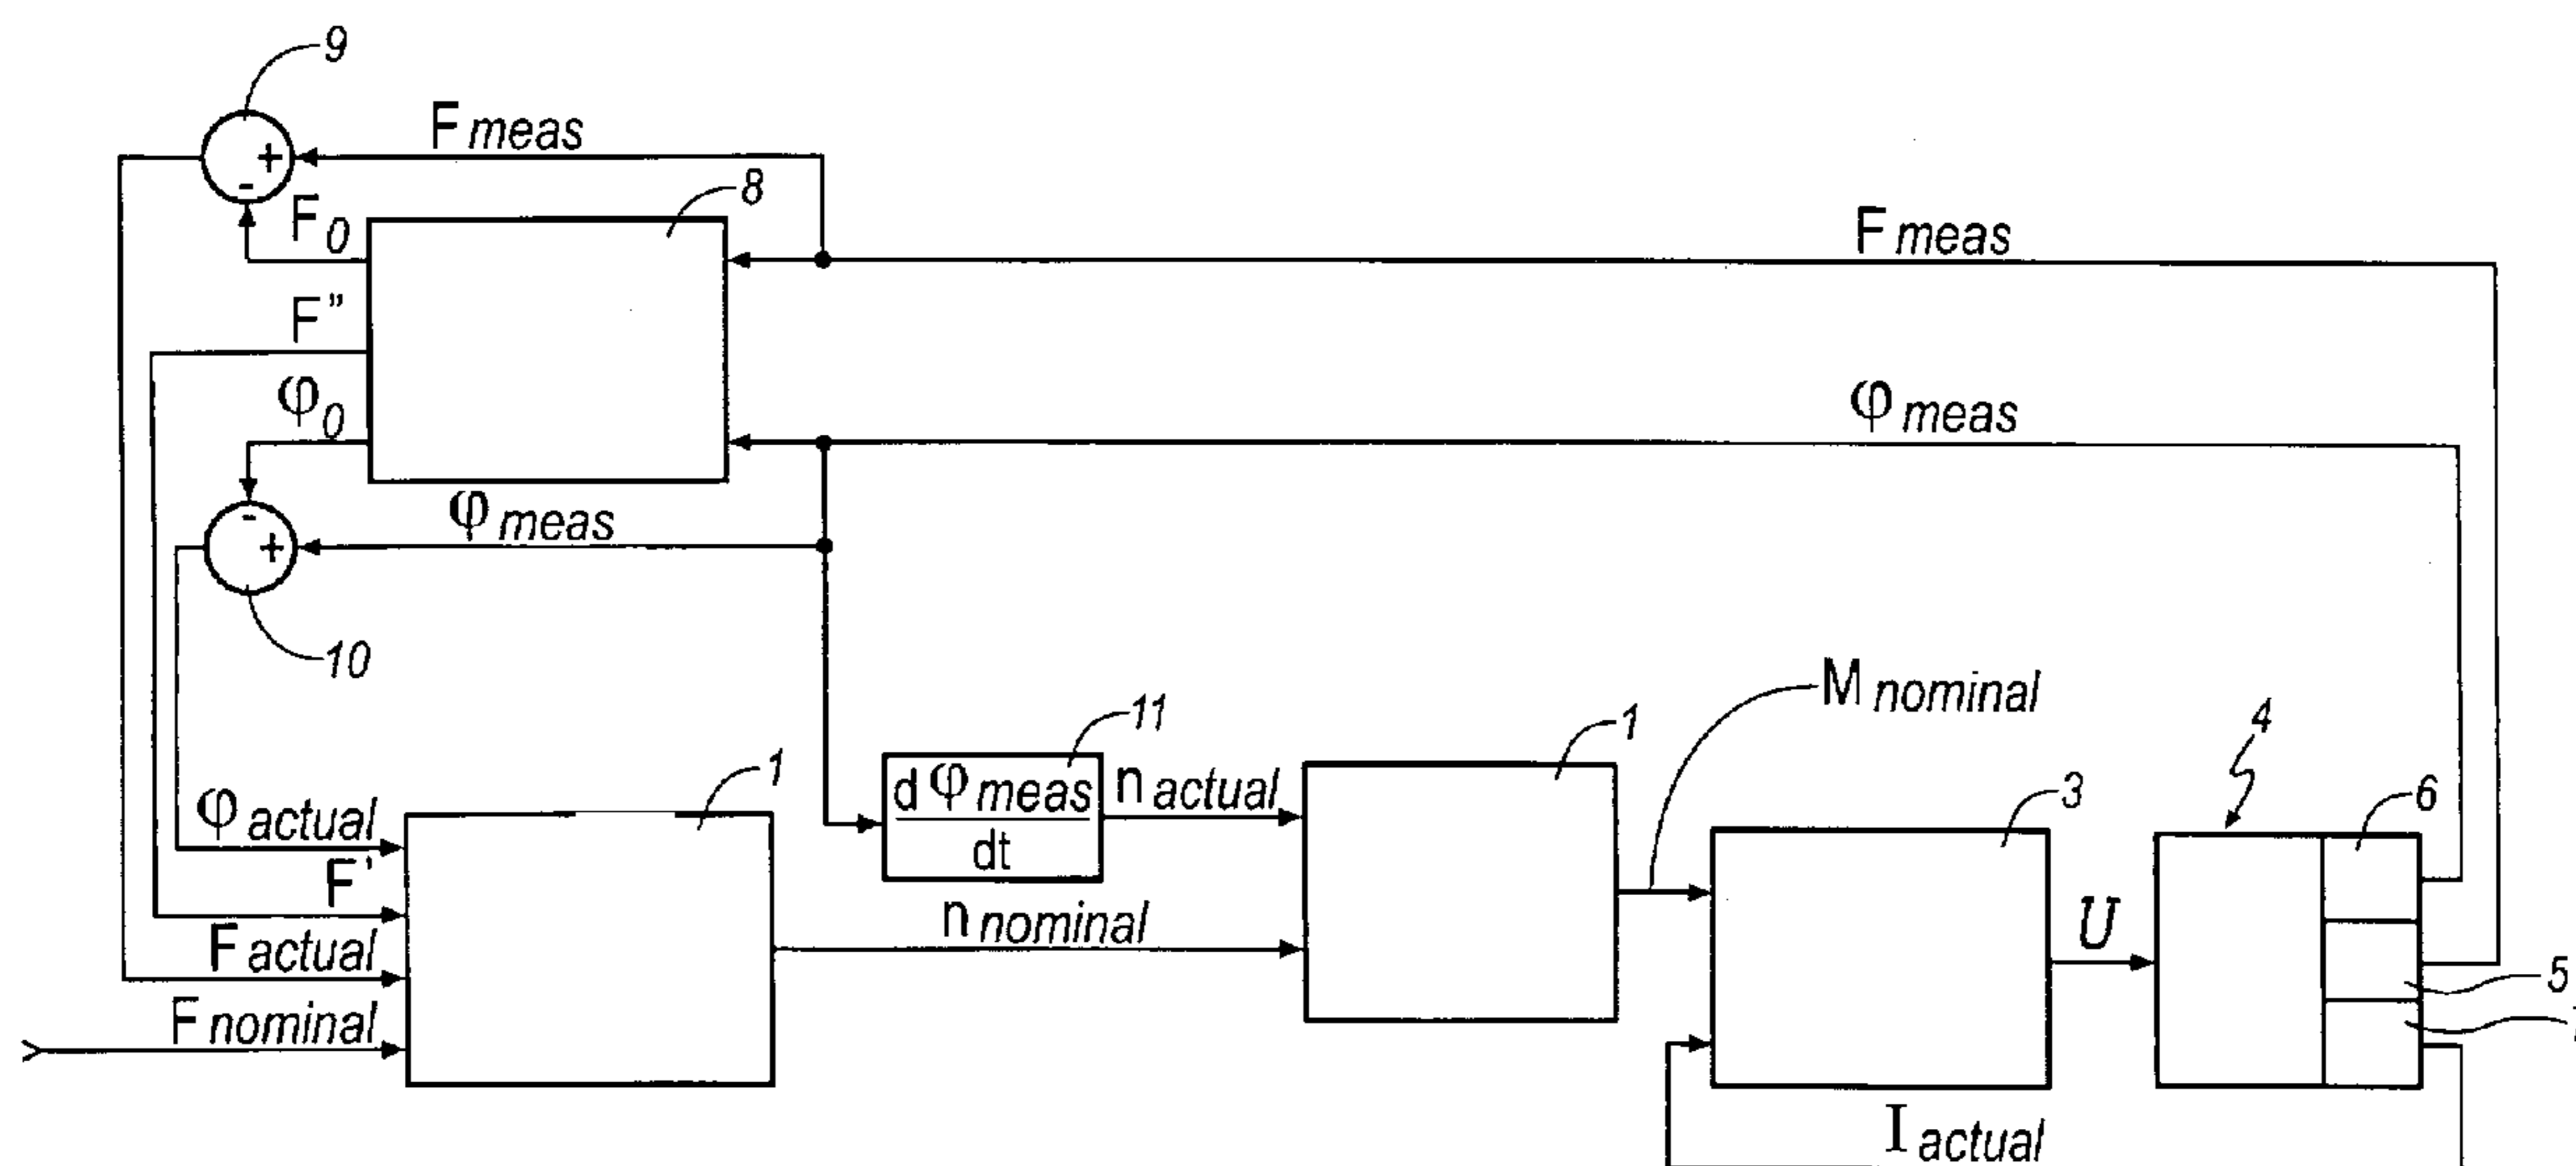 9
F meas
8
F0
F meas
F"
φ0
φ meas
φ meas
10
M nominal
11
1
4
1
d φ meas
dt
n actual
3
6
φ actual
F'
n nominal
U
F actual
5
F nominal
I actual